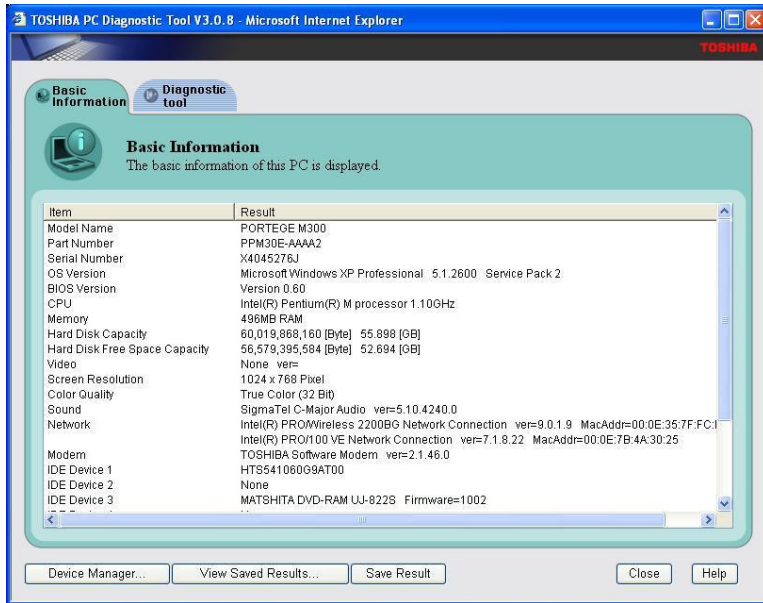 TOSHIBA PC Diagnostic Tool V3.0.8 - Microsoft Internet Explorer
TOSHIBA
Basic Information
Diagnostic tool
Basic Information
The basic information of this PC is displayed.
Item Result
Model Name PORTEGE M300
Part Number PPM30E-AAAA2
Serial Number X4045276J
OS Version Microsoft Windows XP Professional 5.1.2600 Service Pack 2
BIOS Version Version 0.60
CPU Intel(R) Pentium(R) M processor 1.10GHz
Memory 496MB RAM
Hard Disk Capacity 60,019,868,160 [Byte] 55.898 [GB]
Hard Disk Free Space Capacity 56,579,395,584 [Byte] 52.694 [GB]
Video None ver=
Screen Resolution 1024 x 768 Pixel
Color Quality True Color (32 Bit)
Sound SigmaTel C-Major Audio ver=5.10.4240.0
Network Intel(R) PRO/Wireless 2200BG Network Connection ver=9.0.1.9 MacAddr=00:0E:35:7F:FC:
Intel(R) PRO/100 VE Network Connection ver=7.1.8.22 MacAddr=00:0E:7B:4A:30:25
Modem TOSHIBA Software Modem ver=2.1.46.0
IDE Device 1 HTS541060G9AT00
IDE Device 2 None
IDE Device 3 MATSHITA DVD-RAM UJ-822S Firmware=1002
Device Manager... View Saved Results... Save Result Close Help